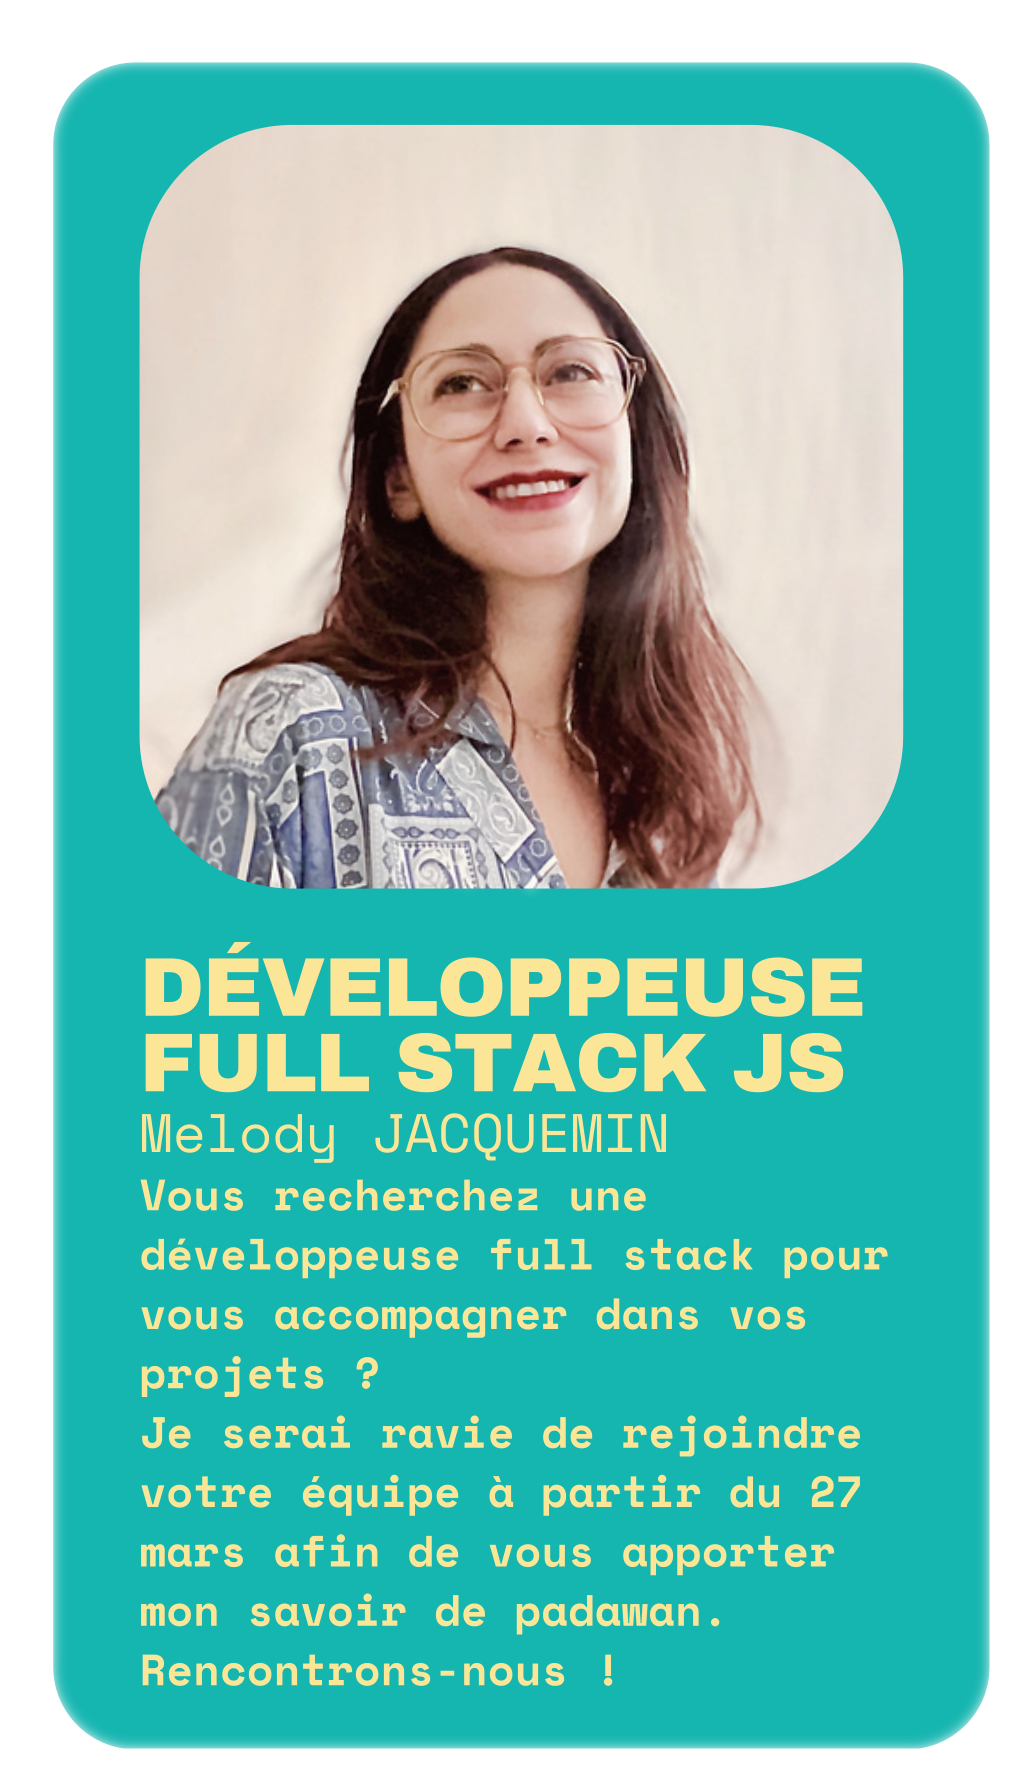 DÉVELOPPEUSE
FULL STACK JS
Melody JACQUEMIN
Vous recherchez une
développeuse full stack pour
vous accompagner dans vos
projets ?
Je serai ravie de rejoindre
votre équipe à partir du 27
mars afin de vous apporter
mon savoir de padawan.
Rencontrons-nous !